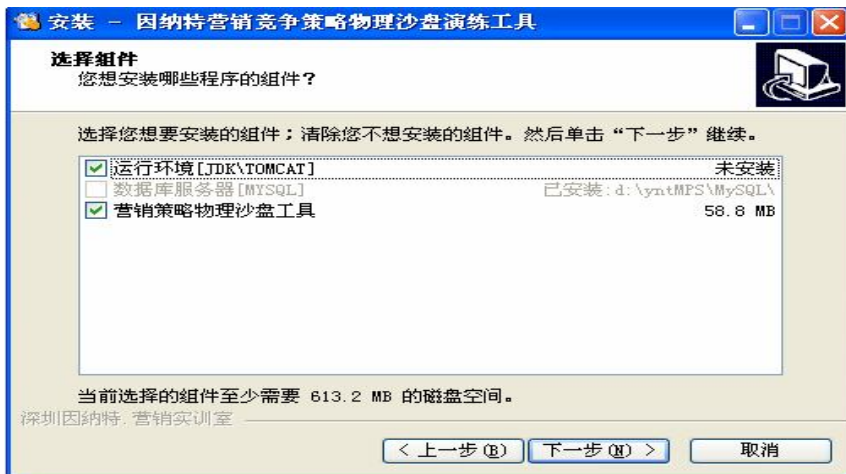 安装 - 因纳特营销竞争策略物理沙盘演练工具
选择组件
您想安装哪些程序的组件？
选择您想要安装的组件；清除您不想安装的组件。然后单击“下一步”继续。
运行环境[JDK\TOMCAT] 未安装
数据库服务器[MYSQL] 已安装:d:\yntMPS\MySQL\
营销策略物理沙盘工具 58.8 MB
当前选择的组件至少需要 613.2 MB 的磁盘空间。
深圳因纳特.营销实训室
< 上一步(B) 下一步(N) > 取消